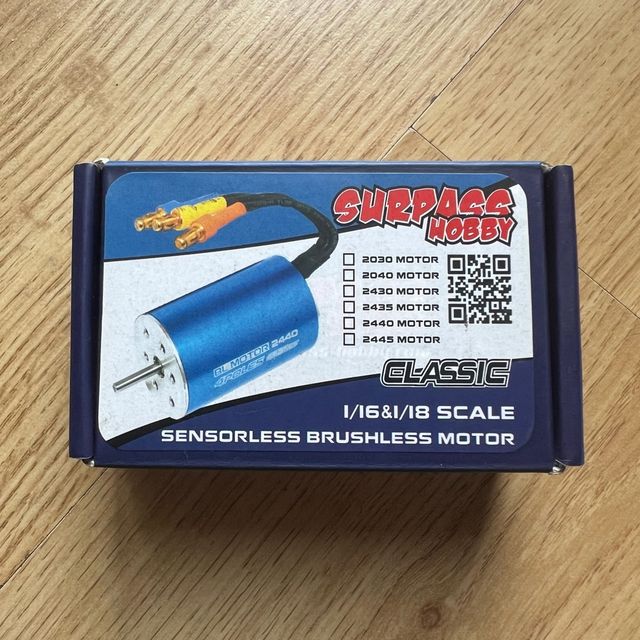 SURPASS
HOBBY
2030 MOTOR
2040 MOTOR
2430 MOTOR
2435 MOTOR
2440 MOTOR
2445 MOTOR
BL MOTOR 2440
4POLES
CLASSIC
1/16&1/18 SCALE
SENSORLESS BRUSHLESS MOTOR